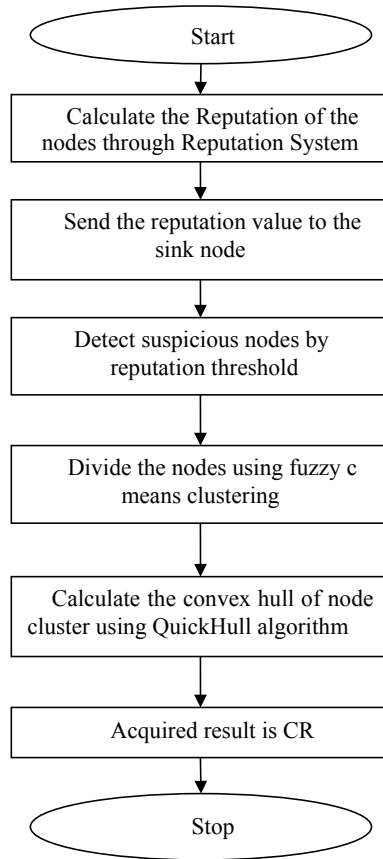 Start
Calculate the Reputation of the
nodes through Reputation System
Send the reputation value to the
sink node
Detect suspicious nodes by
reputation threshold
Divide the nodes using fuzzy c
means clustering
Calculate the convex hull of node
cluster using QuickHull algorithm
Acquired result is CR
Stop